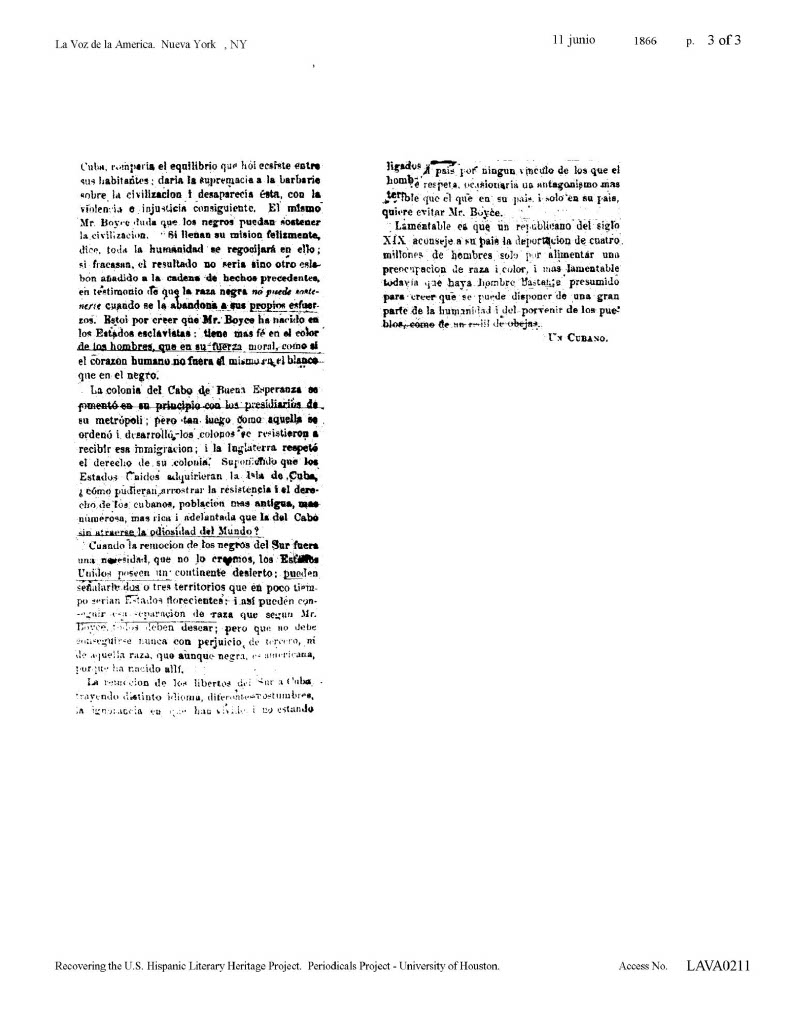 La Voz de la America. Nueva York , NY
11 junio 1866 p. 3 of 3
Cuba, romperia el equilibrio que hói ecsiste entre
sus habitantes; daria la supremacia a la barbarie
sobre la civilizacion i desaparecia ésta, con la
violencia e injusticia consiguiente. El mismo
Mr. Boyce duda que los negros puedan sostener
la civilizacion. "Si llenan su mision felizmente,
dice, toda la humanidad se regocijará en ello;
si fracasan, el resultado no seria sino otro esla-
bon añadido a la cadena de hechos precedentes,
en testimonio de que la raza negra no puede soste-
nerse cuando se la abandona a sus propios esfuer-
zos. Estoi por creer que Mr. Boyce ha nacido en
los Estados esclavistas; tiene mas fé en el color
de los hombres, que en su fuerza moral, como si
el corazon humano no fuera el mismo en el blanco
que en el negro.
La colonia del Cabo de Buena Esperanza se
fomentó en su principio con los presidiarios de
su metrópoli; pero tan luego como aquella se
ordenó i desarrolló, los colonos se resistieron a
recibir esa inmigracion; i la Inglaterra respetó
el derecho de su colonia. Suponiendo que los
Estados Unidos adquirieran la Isla de Cuba,
¿cómo pudieran arrostrar la resistencia i el dere-
cho de los cubanos, poblacion mas antigua, mas
numerosa, mas rica i adelantada que la del Cabo
sin atraerse la odiosidad del Mundo?
Cuando la remocion de los negros del Sur fuera
una necesidad, que no lo creemos, los Estados
Unidos poseen un continente desierto; pueden
señalarle dos o tres territorios que en poco tiem-
po serian Estados florecientes; i así pueden con-
seguir esa separacion de raza que segun Mr.
Boyce, todos deben desear; pero que no debe
conseguirse nunca con perjuicio de tercero, ni
de aquella raza, que aunque negra, es americana,
porque ha nacido allí.
La remocion de los libertos del Sur a Cuba,
trayendo distinto idioma, diferentes costumbres,
la ignorancia en que han vivido i no estando
ligados a país por ningun vinculo de los que el
hombre respeta, ocasionaria un antagonismo mas
terrible que el que en su pais i solo en su pais,
quiere evitar Mr. Boyce.
Lamentable es que un republicano del siglo
XIX aconseje a su pais la deportacion de cuatro
millones de hombres solo por alimentar una
preocupacion de raza i color, i mas lamentable
todavia que haya hombre bastante presumido
para creer que se puede disponer de una gran
parte de la humanidad i del porvenir de los pue-
blos, como de un redil de obejas.
UN CUBANO.
Recovering the U.S. Hispanic Literary Heritage Project. Periodicals Project - University of Houston.
Access No. LAVA0211